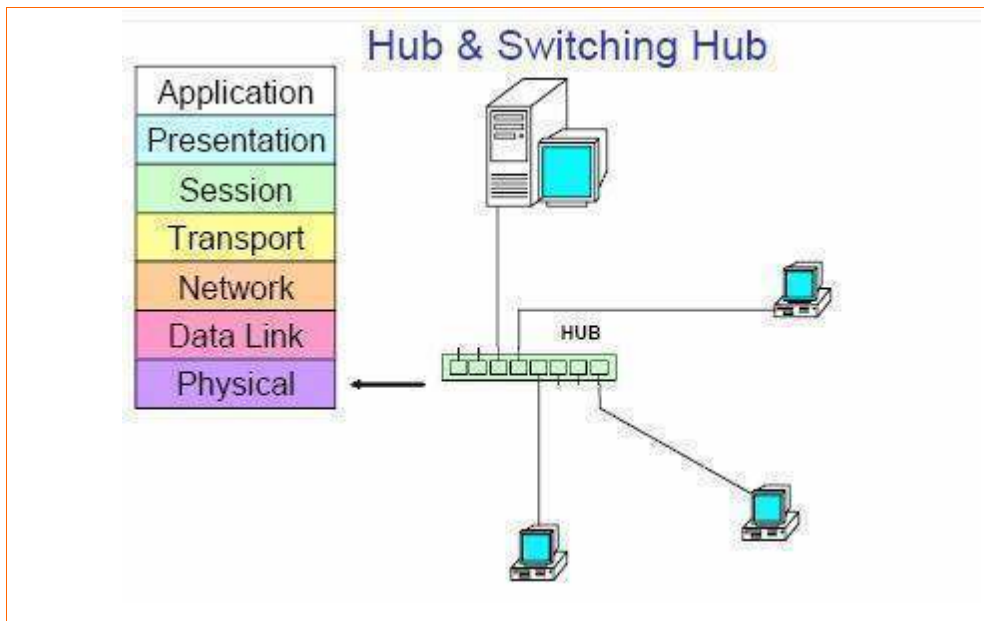 Hub & Switching Hub
Application
Presentation
Session
Transport
Network
Data Link
Physical
HUB